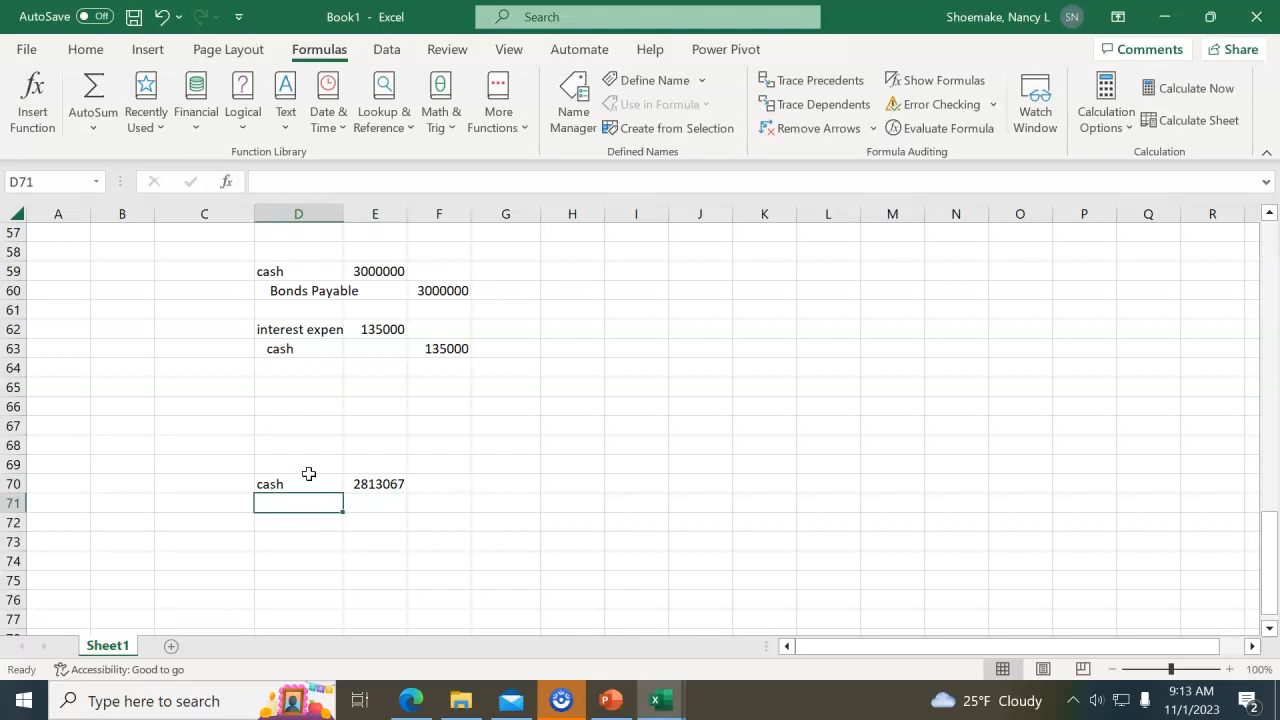 AutoSave Off Book1 - Excel Search Shoemake, Nancy L SN
File Home Insert Page Layout Formulas Data Review View Automate Help Power Pivot Comments Share
Insert Function AutoSum Recently Used Financial Logical Text Date & Time Lookup & Reference Math & Trig More Functions
Function Library
Name Manager Define Name Use in Formula Create from Selection
Defined Names
Trace Precedents Show Formulas
Trace Dependents Error Checking
Remove Arrows Evaluate Formula Watch Window
Formula Auditing
Calculation Options Calculate Now Calculate Sheet
Calculation
D71 fx
A B C D E F G H I J K L M N O P Q R
57
58
59 cash 3000000
60 Bonds Payable 3000000
61
62 interest expen 135000
63 cash 135000
64
65
66
67
68
69
70 cash 2813067
71
72
73
74
75
76
77
Sheet1
Ready Accessibility: Good to go 100%
Type here to search 25°F Cloudy 9:13 AM
11/1/2023 2